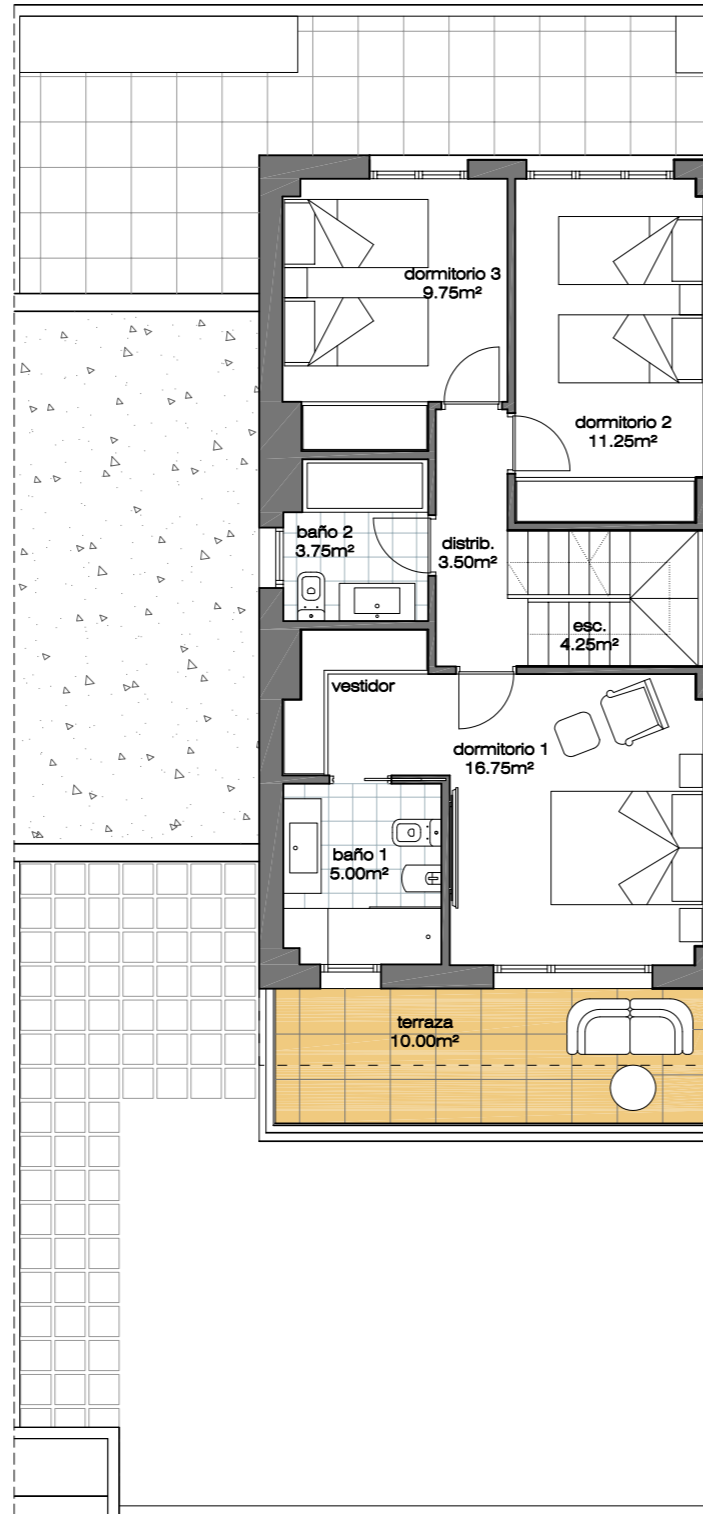 dormitorio 3
9.75m²
dormitorio 2
11.25m²
baño 2
3.75m²
distrib.
3.50m²
esc.
4.25m²
vestidor
dormitorio 1
16.75m²
baño 1
5.00m²
terraza
10.00m²